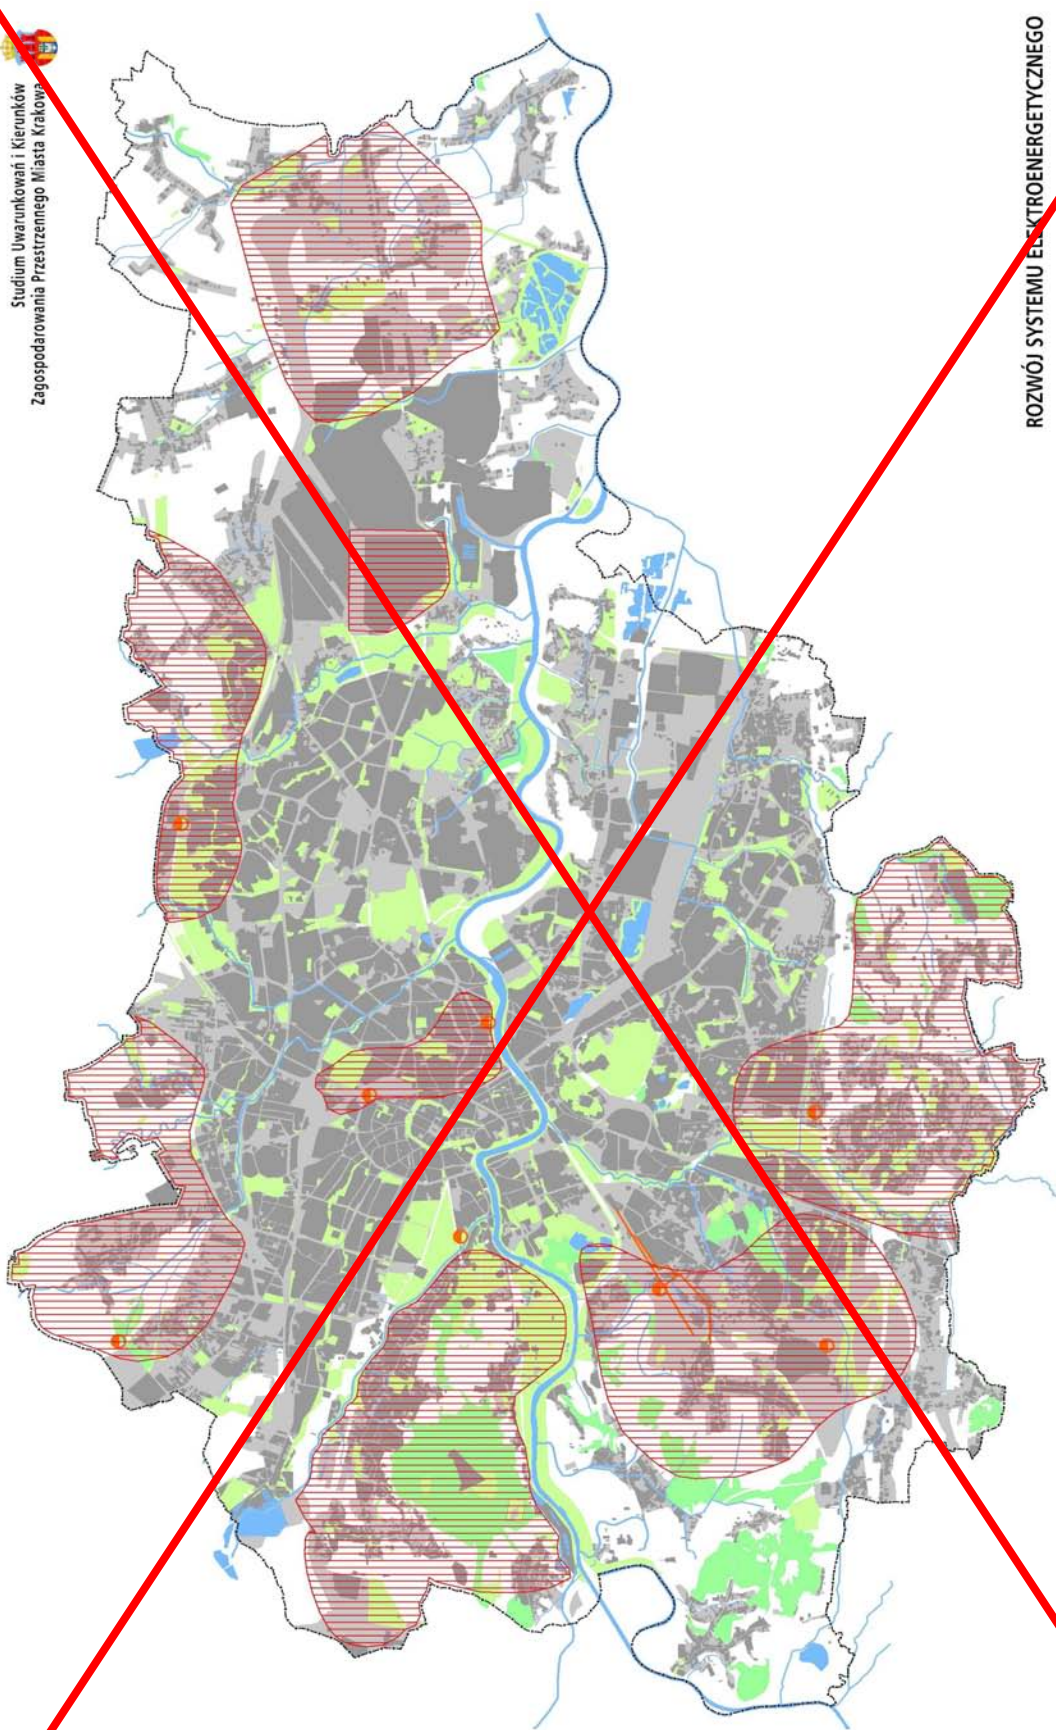 Studium Uwarunkowań i Kierunków
Zagospodarowania Przestrzennego Miasta Krakowa
ROZWÓJ SYSTEMU ELEKTROENERGETYCZNEGO